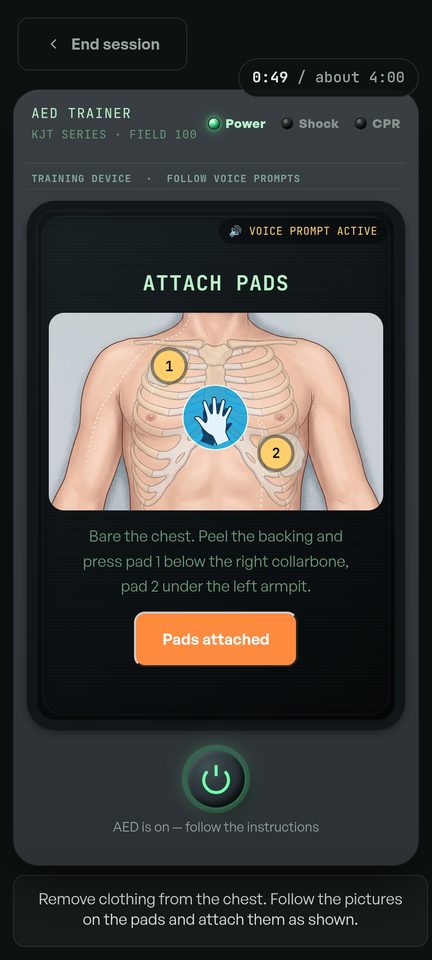 End session
0:49 / about 4:00
AED TRAINER
KJT SERIES · FIELD 100
Power
Shock
CPR
TRAINING DEVICE · FOLLOW VOICE PROMPTS
VOICE PROMPT ACTIVE
ATTACH PADS
1
2
Bare the chest. Peel the backing and
press pad 1 below the right collarbone,
pad 2 under the left armpit.
Pads attached
AED is on — follow the instructions
Remove clothing from the chest. Follow the pictures
on the pads and attach them as shown.